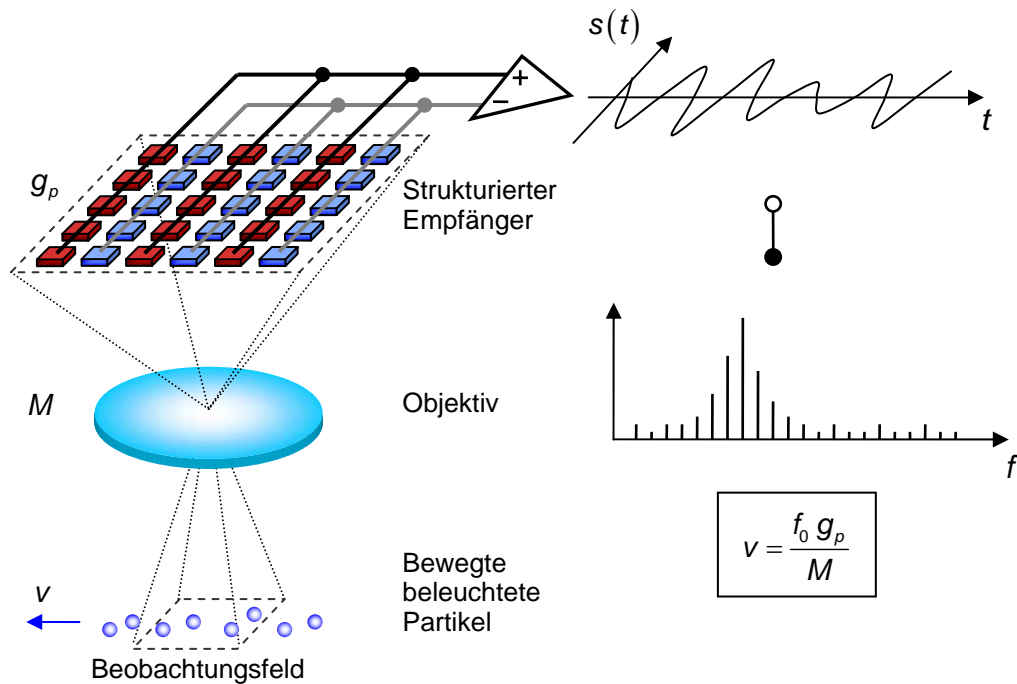 s(t)
+
−
t
g_p
Strukturierter
Empfänger
M
Objektiv
f
v = f_0 g_p / M
Bewegte
beleuchtete
Partikel
v
Beobachtungsfeld